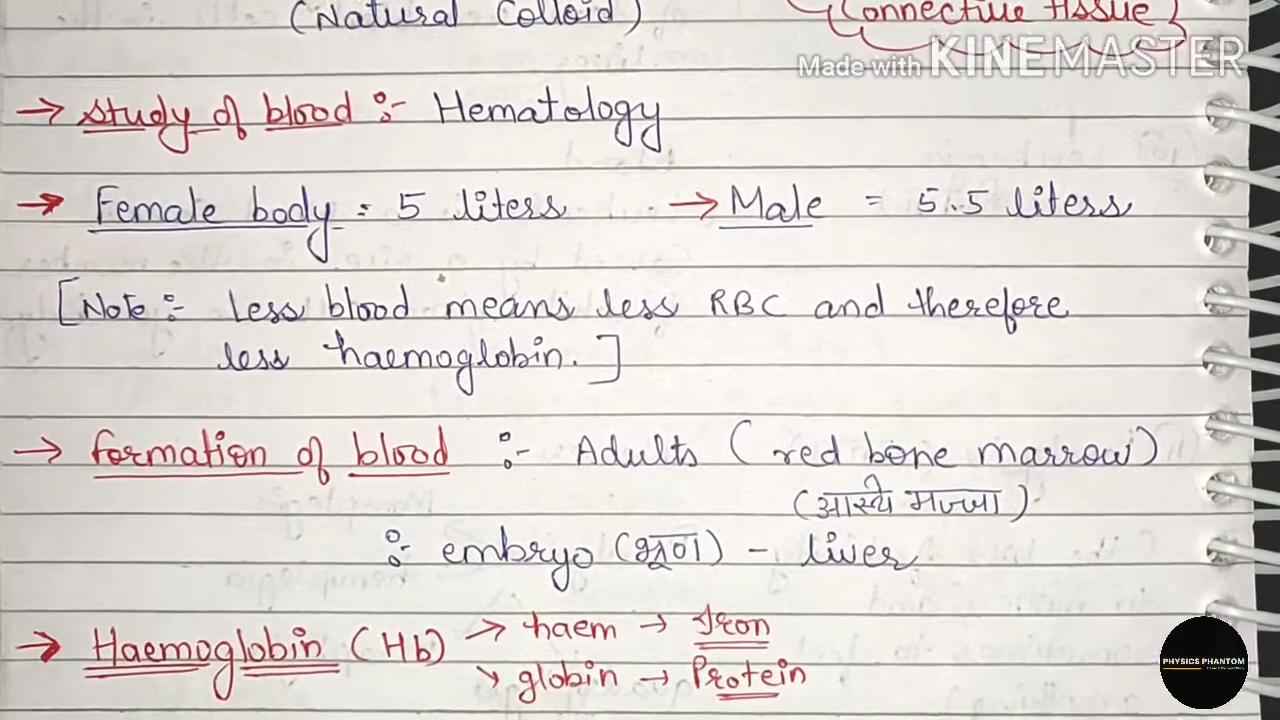 (Natural Colloid)
{Connective tissue}
Made with KINEMASTER
→ Study of blood :- Hematology
→ Female body = 5 liters → Male = 5.5 liters
[Note :- Less blood means less RBC and therefore
less haemoglobin.]
→ formation of blood :- Adults (red bone marrow)
(आस्थे मज्जा)
:- embryo (भ्रूण) - liver
→ Haemoglobin (Hb) → haem → Iron
↘ globin → Protein
PHYSICS PHANTOM